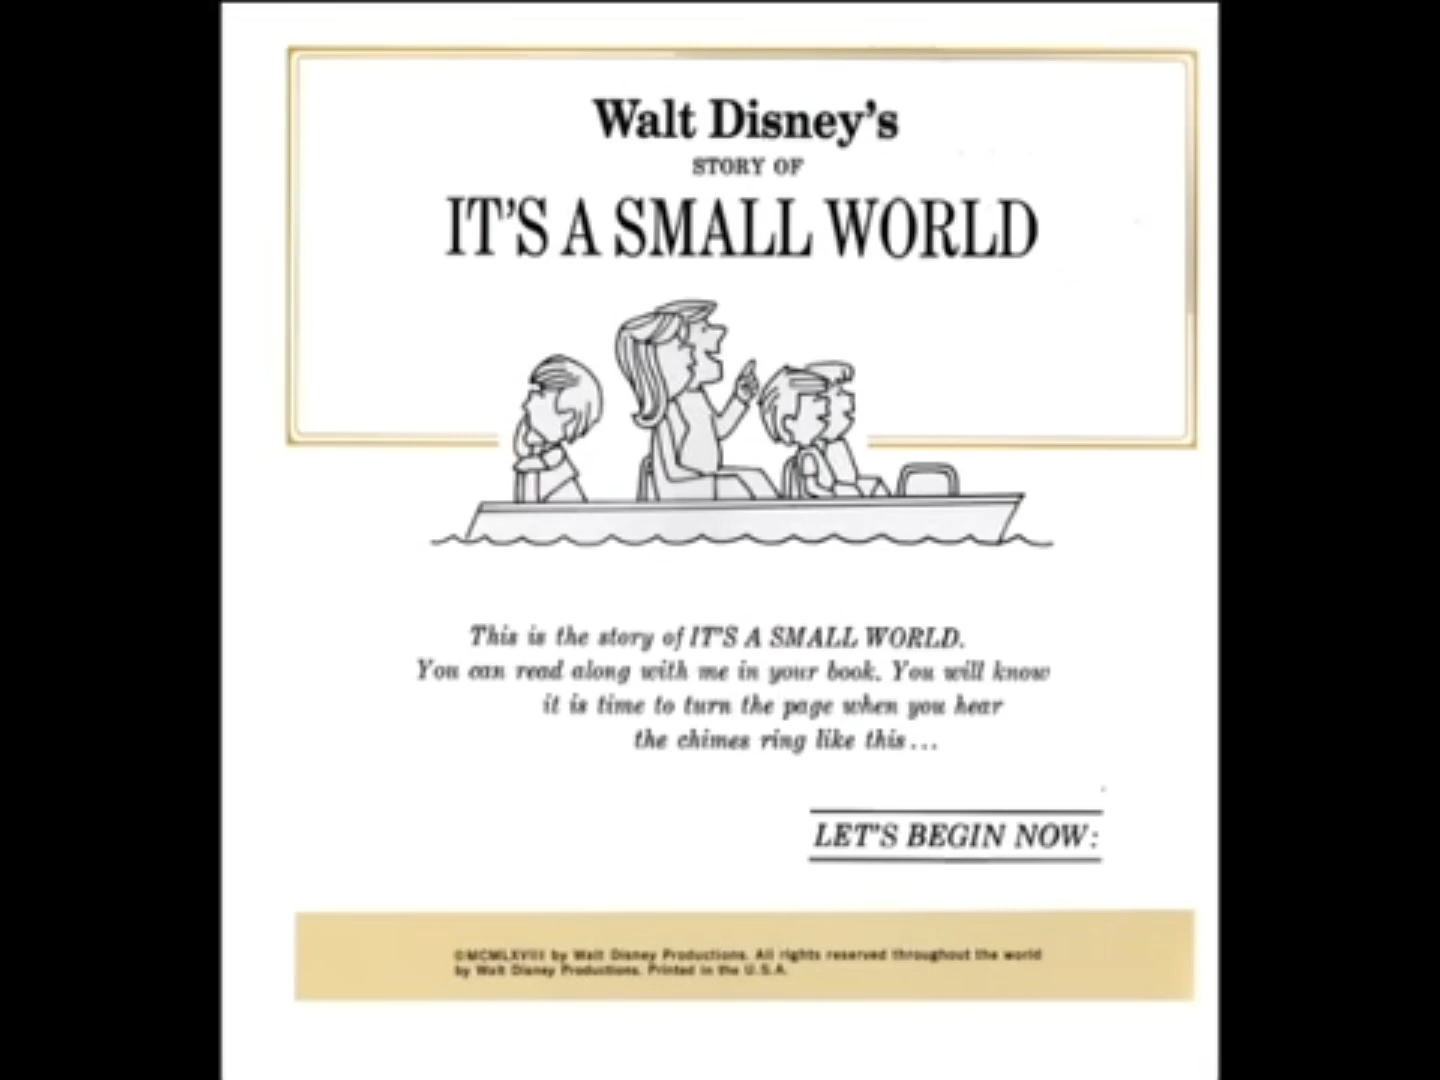 Walt Disney's
STORY OF
IT'S A SMALL WORLD
This is the story of IT'S A SMALL WORLD.
You can read along with me in your book. You will know
it is time to turn the page when you hear
the chimes ring like this...
LET'S BEGIN NOW:
©MCMLXVIII by Walt Disney Productions. All rights reserved throughout the world
by Walt Disney Productions. Printed in the U.S.A.